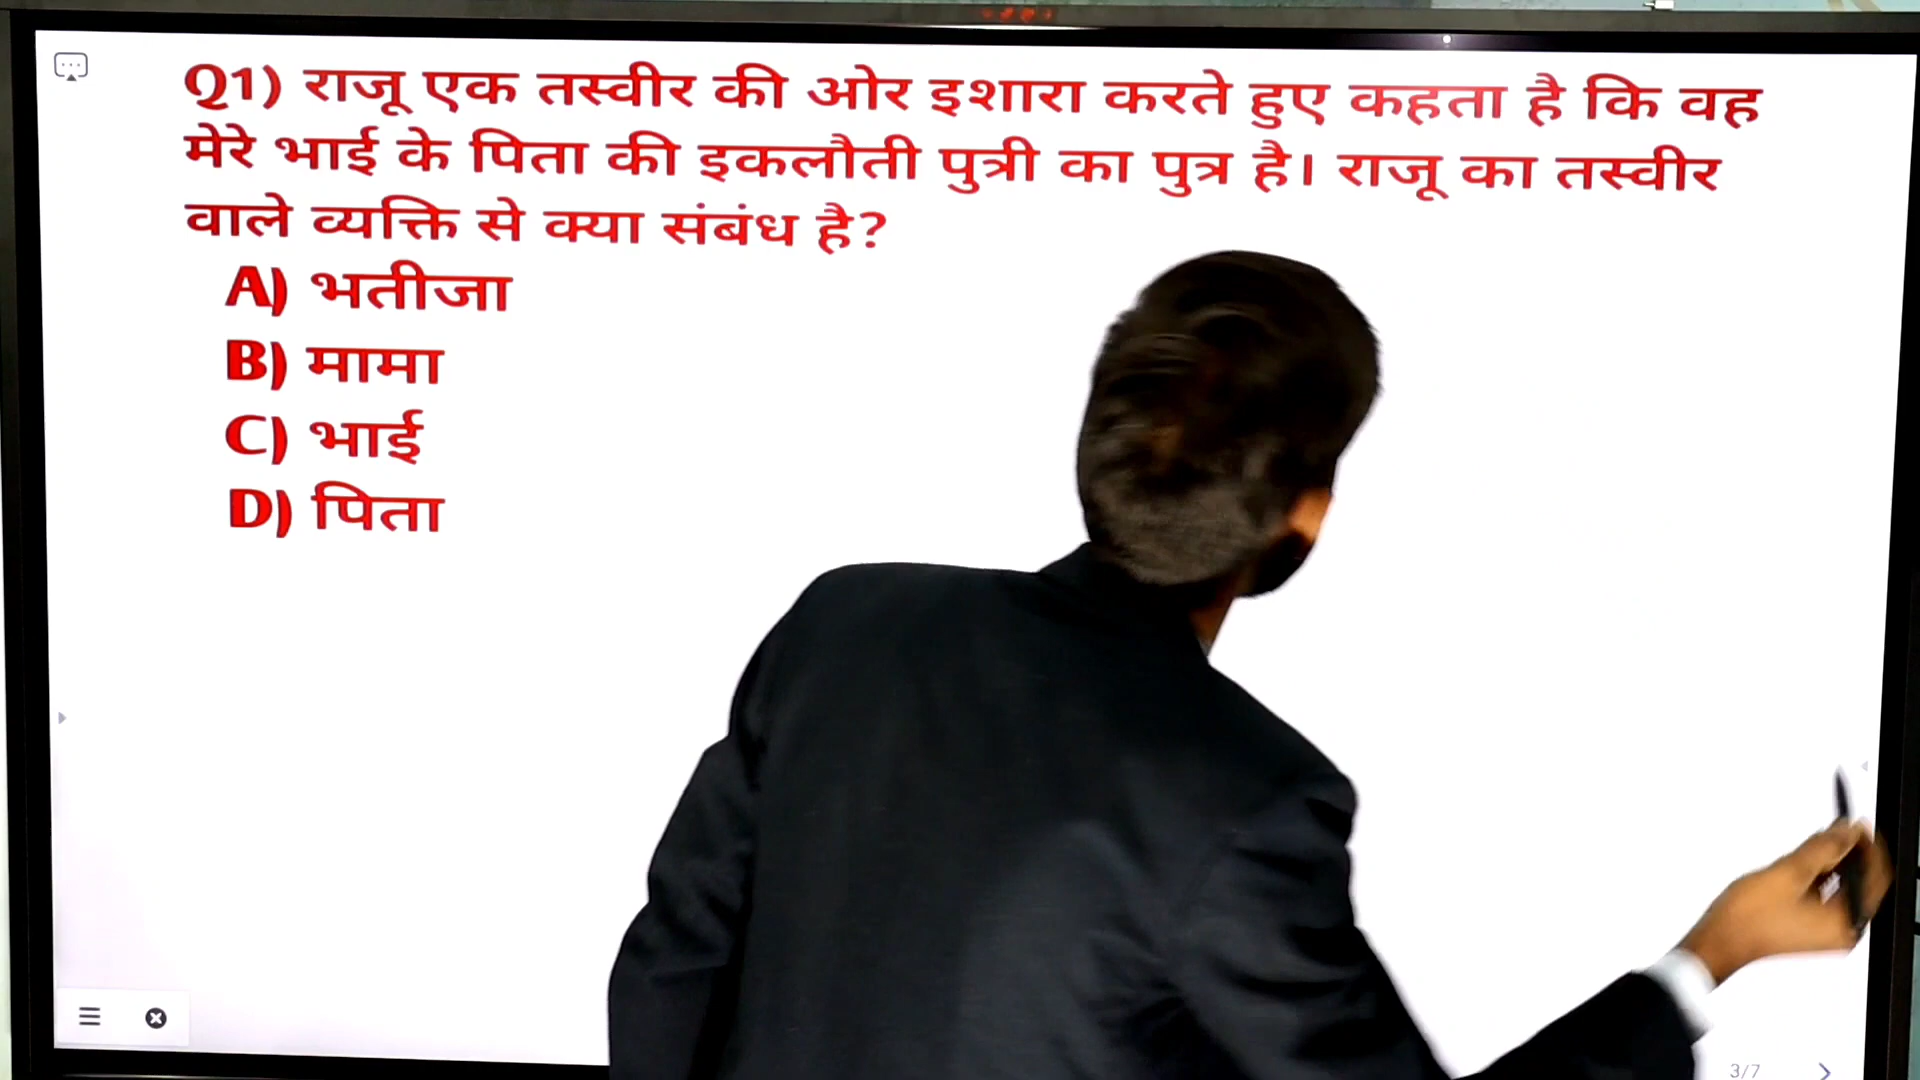 Q1) राजू एक तस्वीर की ओर इशारा करते हुए कहता है कि वह
मेरे भाई के पिता की इकलौती पुत्री का पुत्र है। राजू का तस्वीर
वाले व्यक्ति से क्या संबंध है?
A) भतीजा
B) मामा
C) भाई
D) पिता
3/7